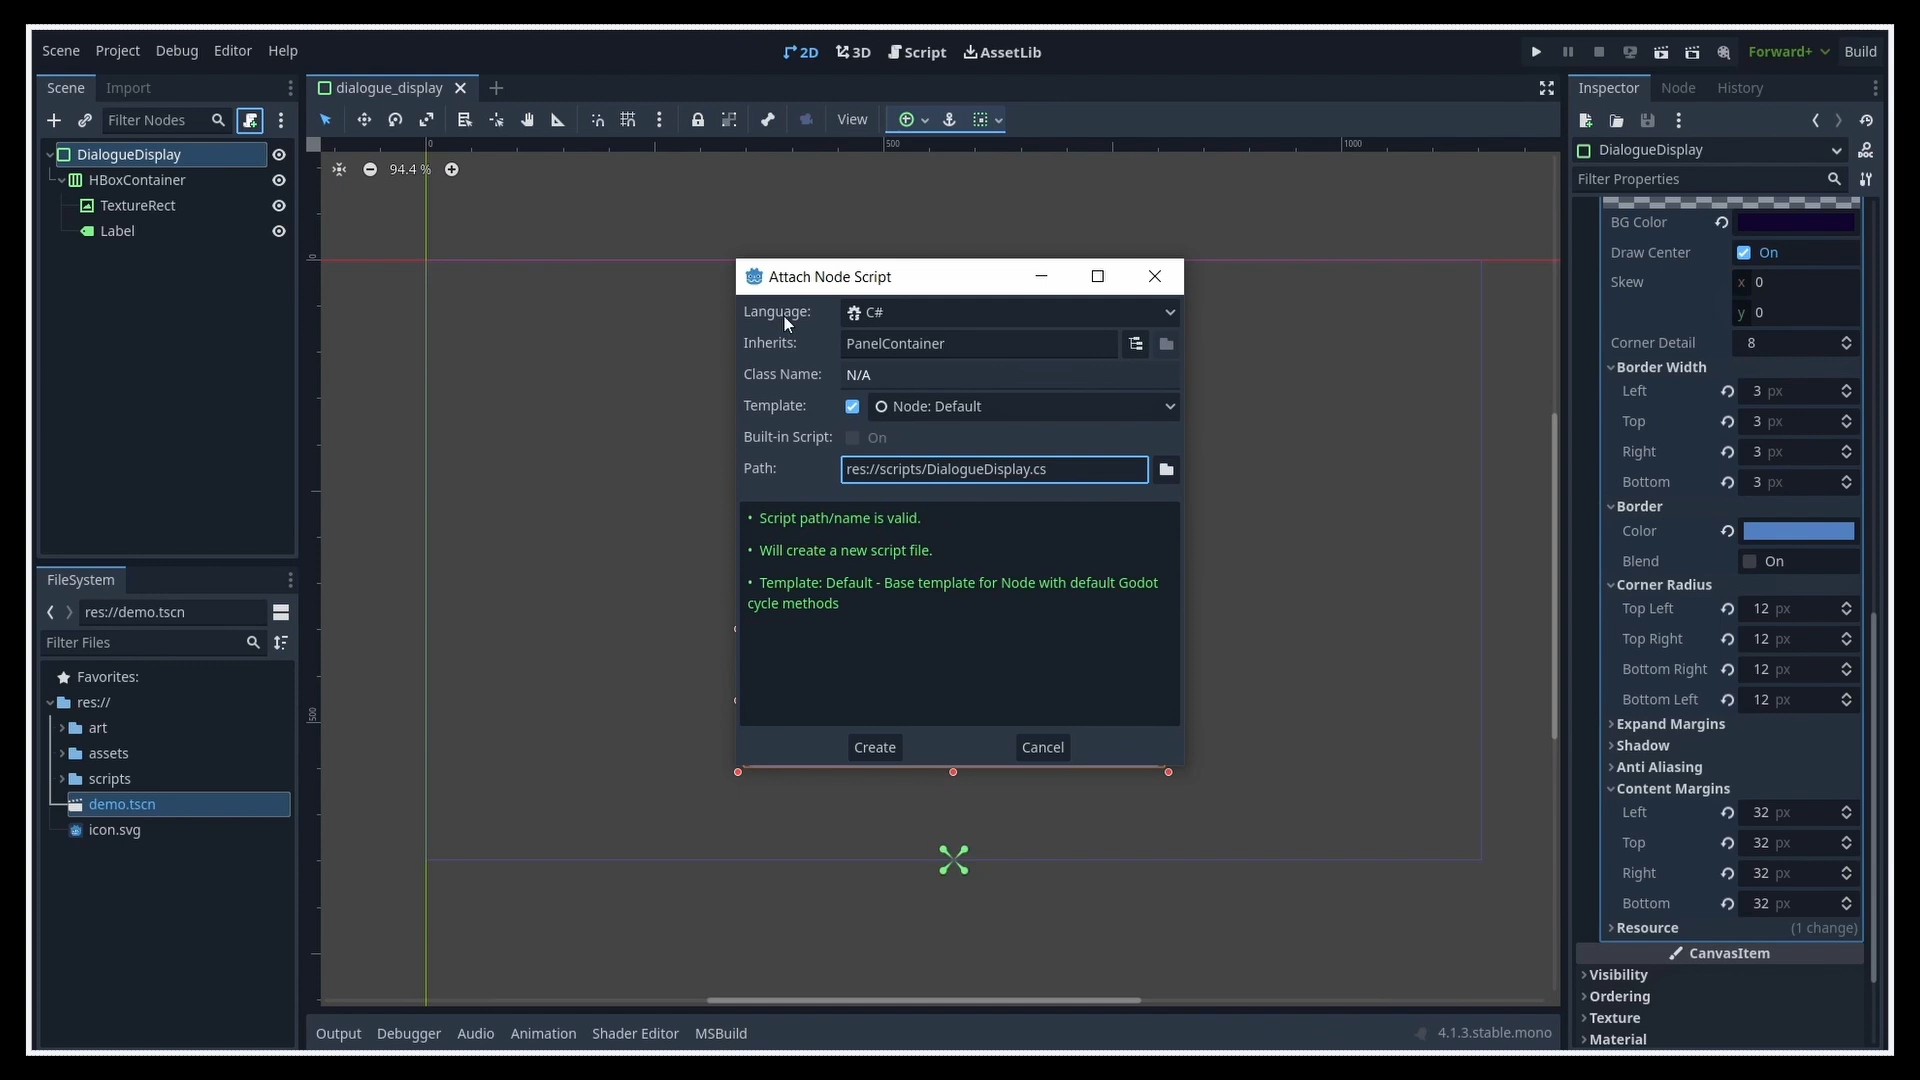 Scene Project Debug Editor Help
2D 3D Script AssetLib
Forward+ Build
Scene Import
Filter Nodes
DialogueDisplay
HBoxContainer
TextureRect
Label
FileSystem
res://demo.tscn
Filter Files
Favorites:
res://
art
assets
scripts
demo.tscn
icon.svg
dialogue_display
View
0 500 1000
94.4 %
0
500
Attach Node Script
Language: C#
Inherits: PanelContainer
Class Name: N/A
Template: Node: Default
Built-in Script: On
Path: res://scripts/DialogueDisplay.cs
• Script path/name is valid.
• Will create a new script file.
• Template: Default - Base template for Node with default Godot
cycle methods
Create Cancel
Output Debugger Audio Animation Shader Editor MSBuild
4.1.3.stable.mono
Inspector Node History
DialogueDisplay
Filter Properties
BG Color
Draw Center On
Skew x 0
y 0
Corner Detail 8
Border Width
Left 3 px
Top 3 px
Right 3 px
Bottom 3 px
Border
Color
Blend On
Corner Radius
Top Left 12 px
Top Right 12 px
Bottom Right 12 px
Bottom Left 12 px
Expand Margins
Shadow
Anti Aliasing
Content Margins
Left 32 px
Top 32 px
Right 32 px
Bottom 32 px
Resource (1 change)
CanvasItem
Visibility
Ordering
Texture
Material